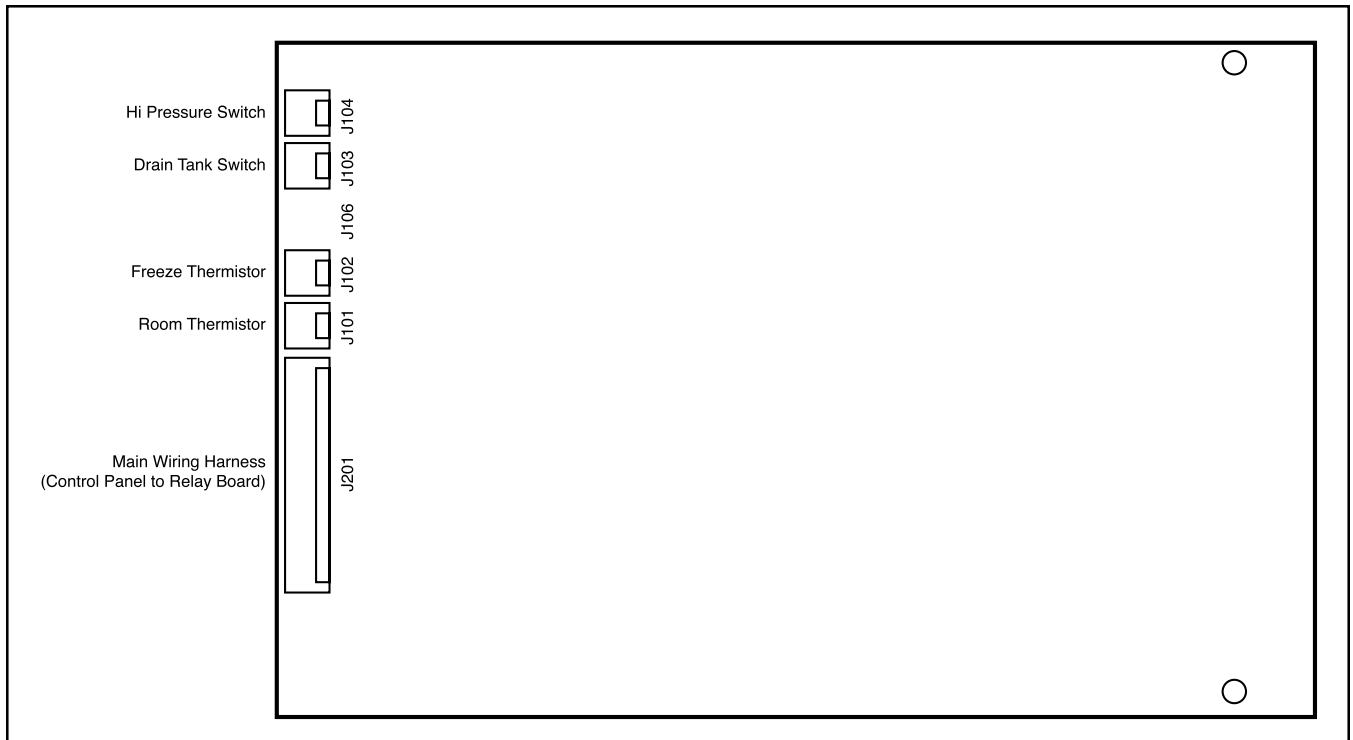 Hi Pressure Switch
J104
Drain Tank Switch
J103
J106
Freeze Thermistor
J102
Room Thermistor
J101
Main Wiring Harness
(Control Panel to Relay Board)
J201